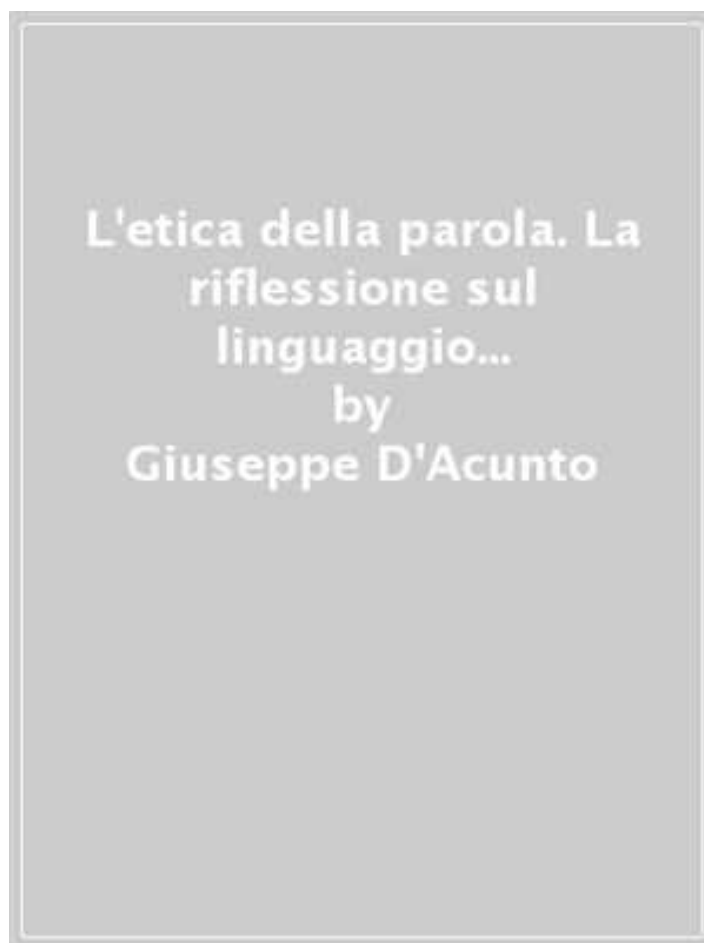 L'etica della parola. La
riflessione sul
linguaggio...
by
Giuseppe D'Acunto